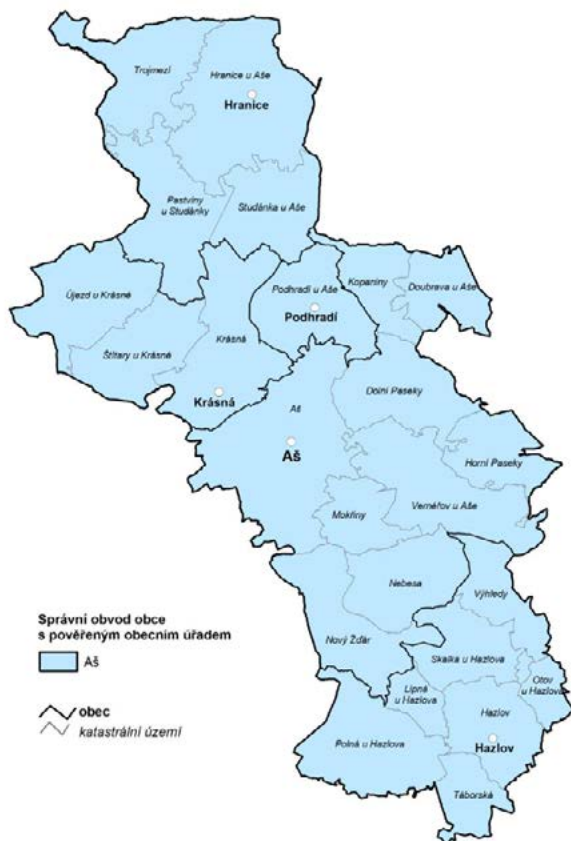 Trojmezí
Hranice u Aše
Hranice
Pastviny
u Studánky
Studánka u Aše
Újezd u Krásné
Podhradí u Aše
Kopaniny
Doubrava u Aše
Podhradí
Krásná
Štítary u Krásné
Krásná
Dolní Paseky
Aš
Aš
Horní Paseky
Vernéřov u Aše
Mokřiny
Nebesa
Výhledy
Správní obvod obce
s pověřeným obecním úřadem
Aš
Nový Žďár
Skalka u Hazlova
Otov
u Hazlova
Lipná
u Hazlova
Hazlov
obec
katastrální území
Polná u Hazlova
Hazlov
Táborská